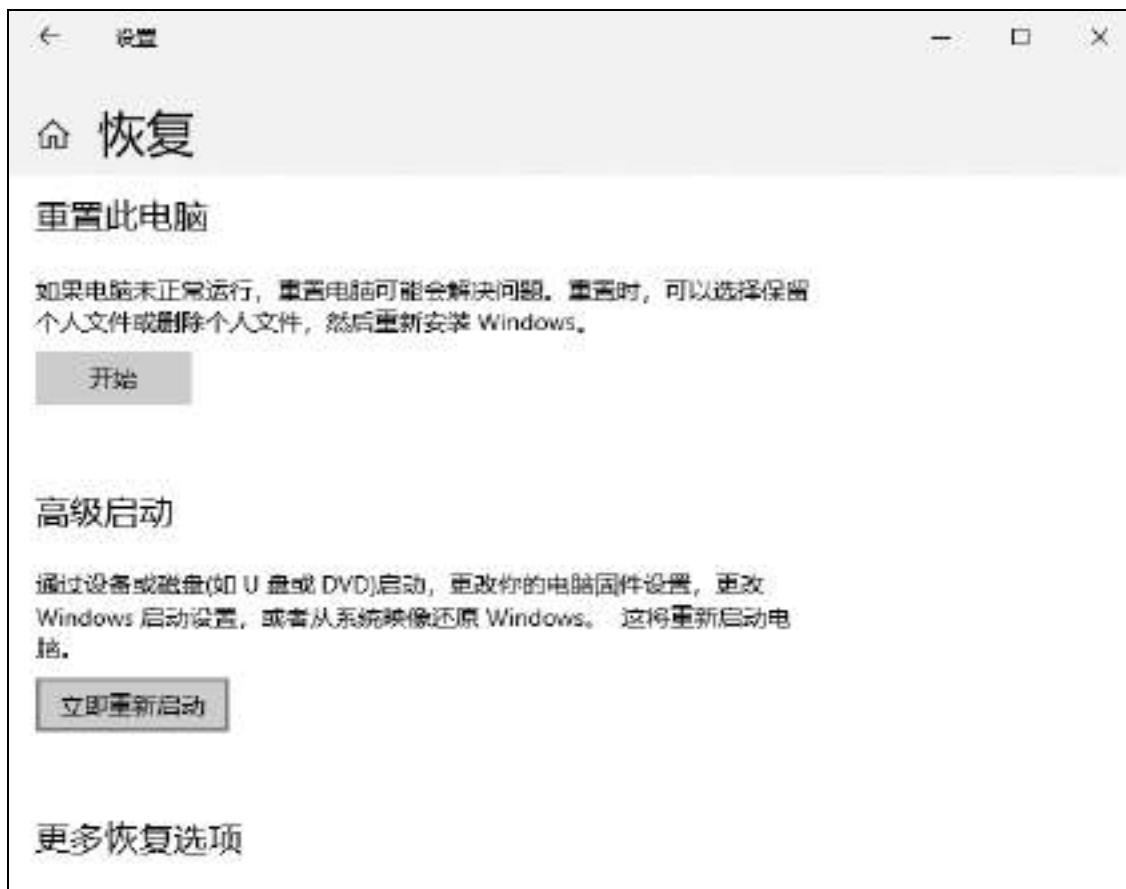 设置
恢复
重置此电脑
如果电脑未正常运行，重置电脑可能会解决问题。重置时，可以选择保留
个人文件或删除个人文件，然后重新安装 Windows。
开始
高级启动
通过设备或磁盘(如 U 盘或 DVD)启动，更改你的电脑固件设置，更改
Windows 启动设置，或者从系统映像还原 Windows。 这将重新启动电
脑。
立即重新启动
更多恢复选项